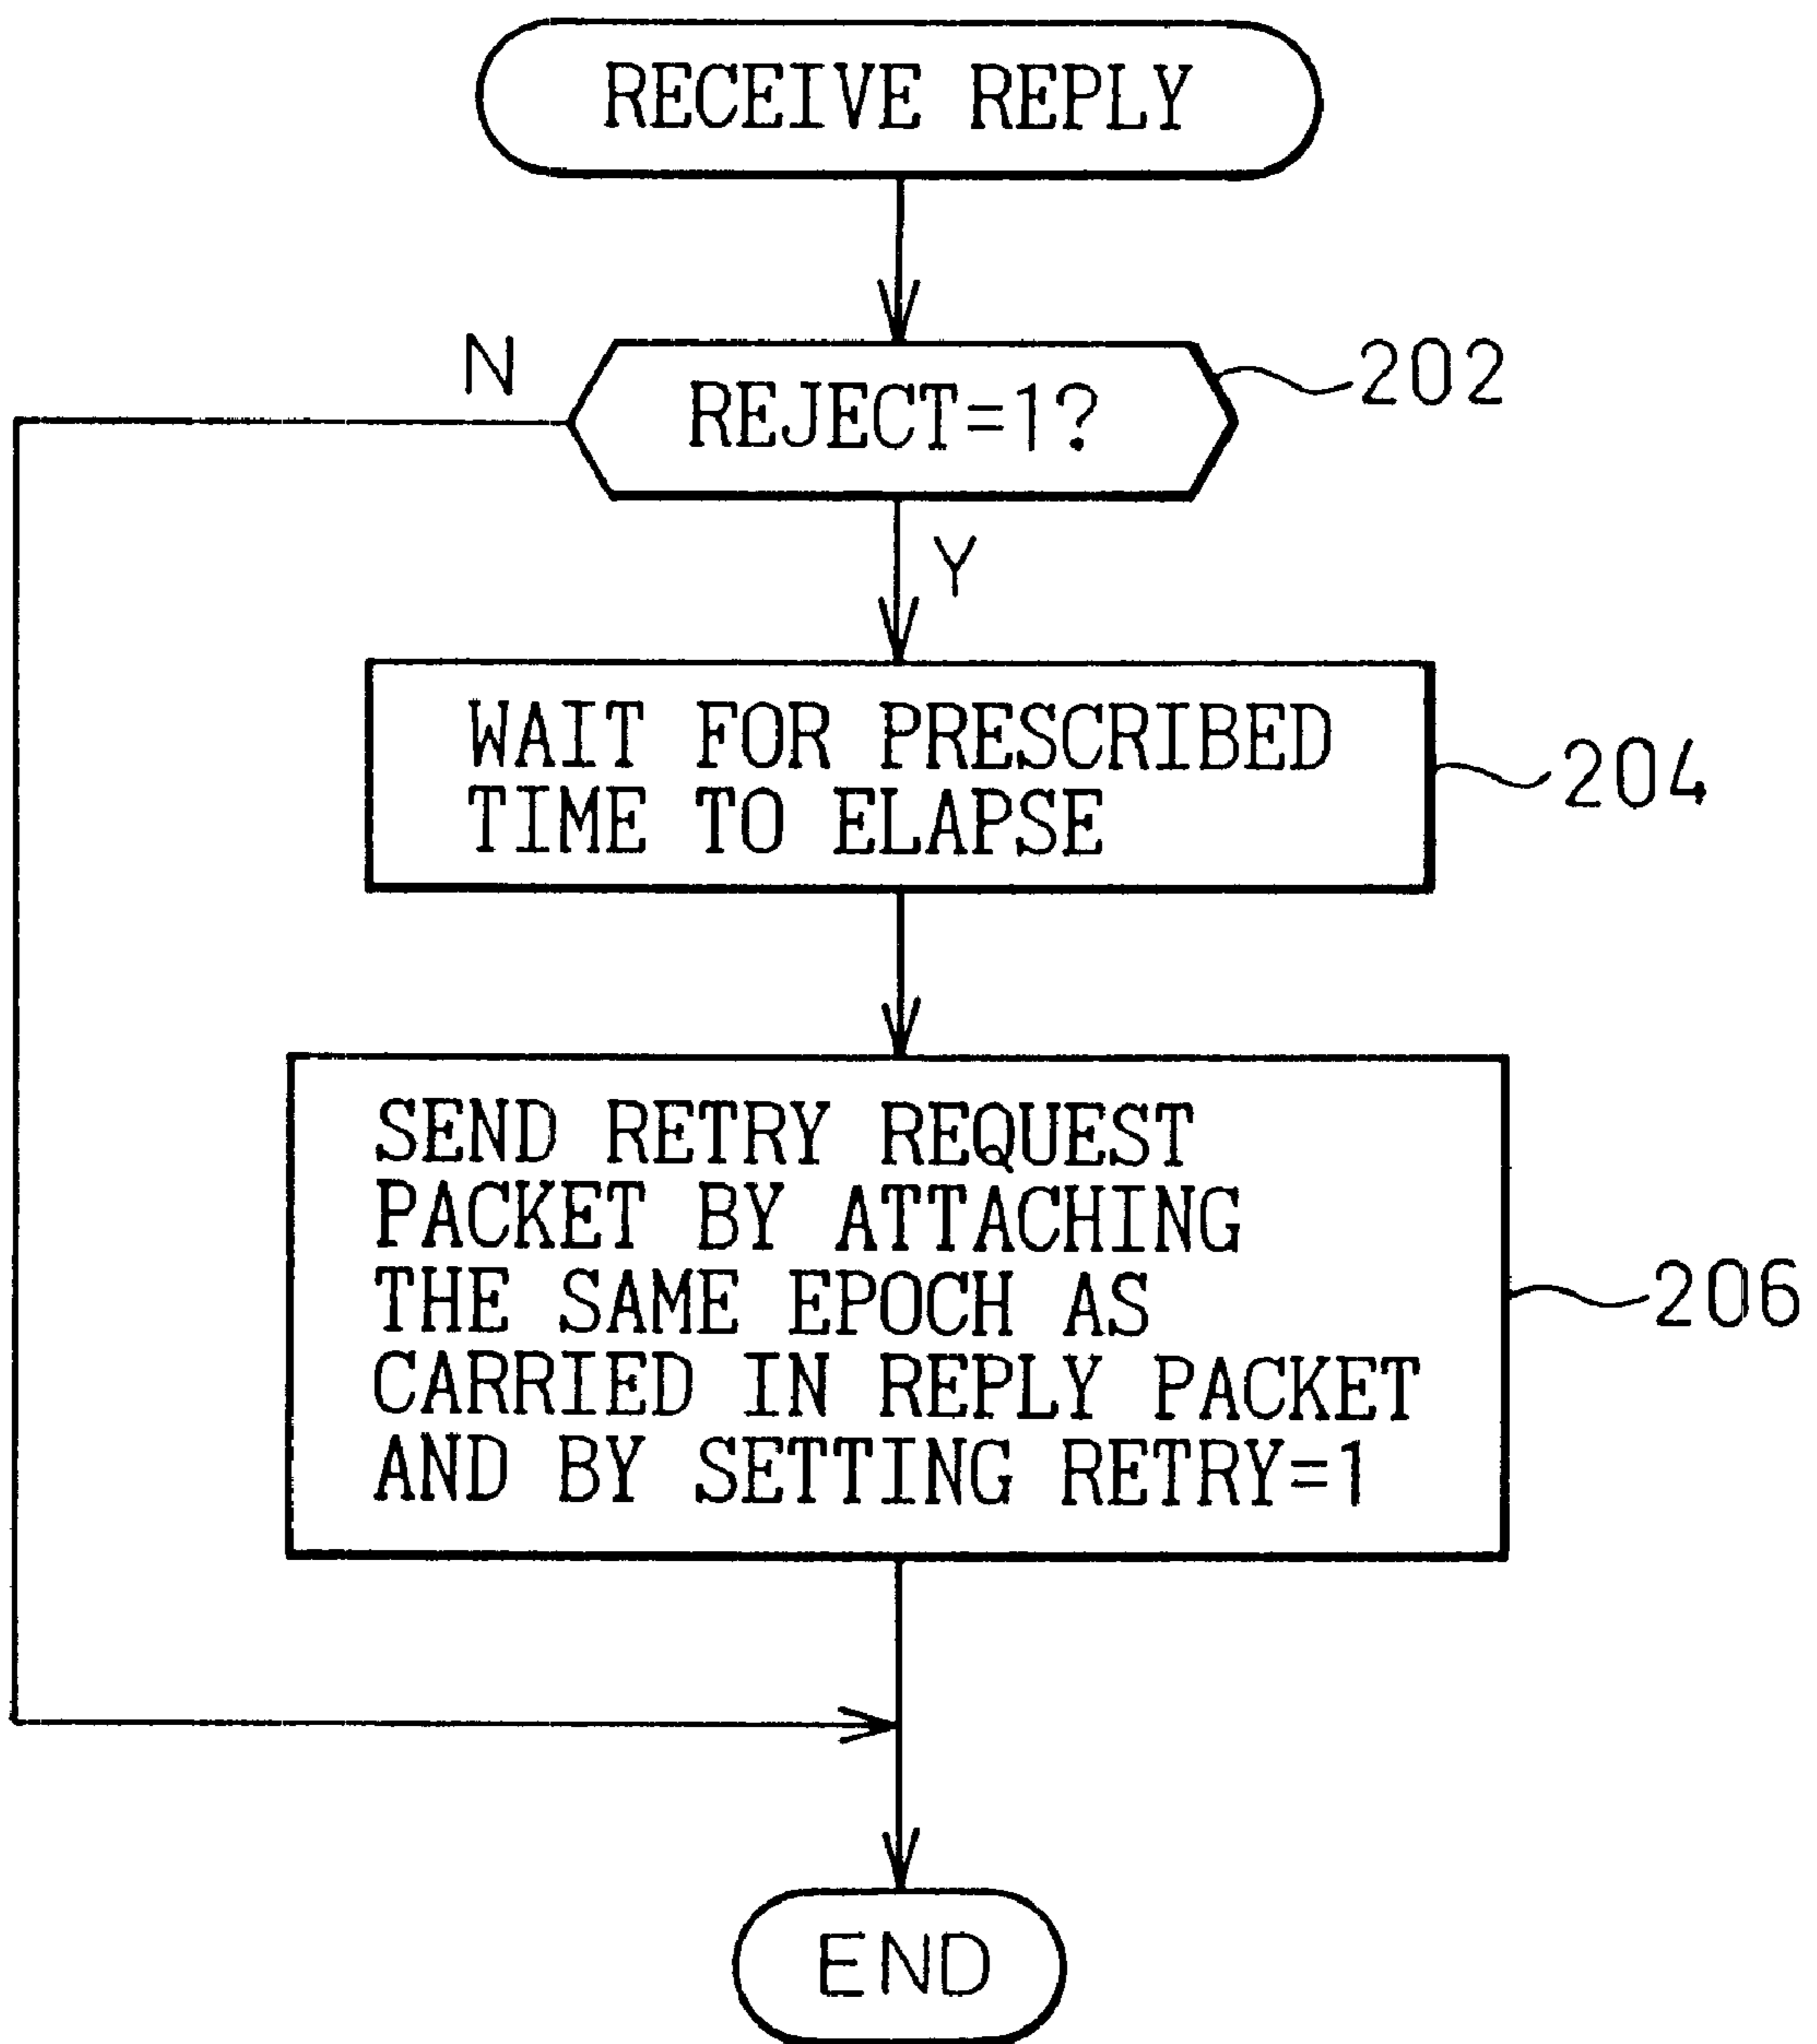 RECEIVE REPLY
N
REJECT=1?
202
Y
WAIT FOR PRESCRIBED
TIME TO ELAPSE
204
SEND RETRY REQUEST
PACKET BY ATTACHING
THE SAME EPOCH AS
CARRIED IN REPLY PACKET
AND BY SETTING RETRY=1
206
END